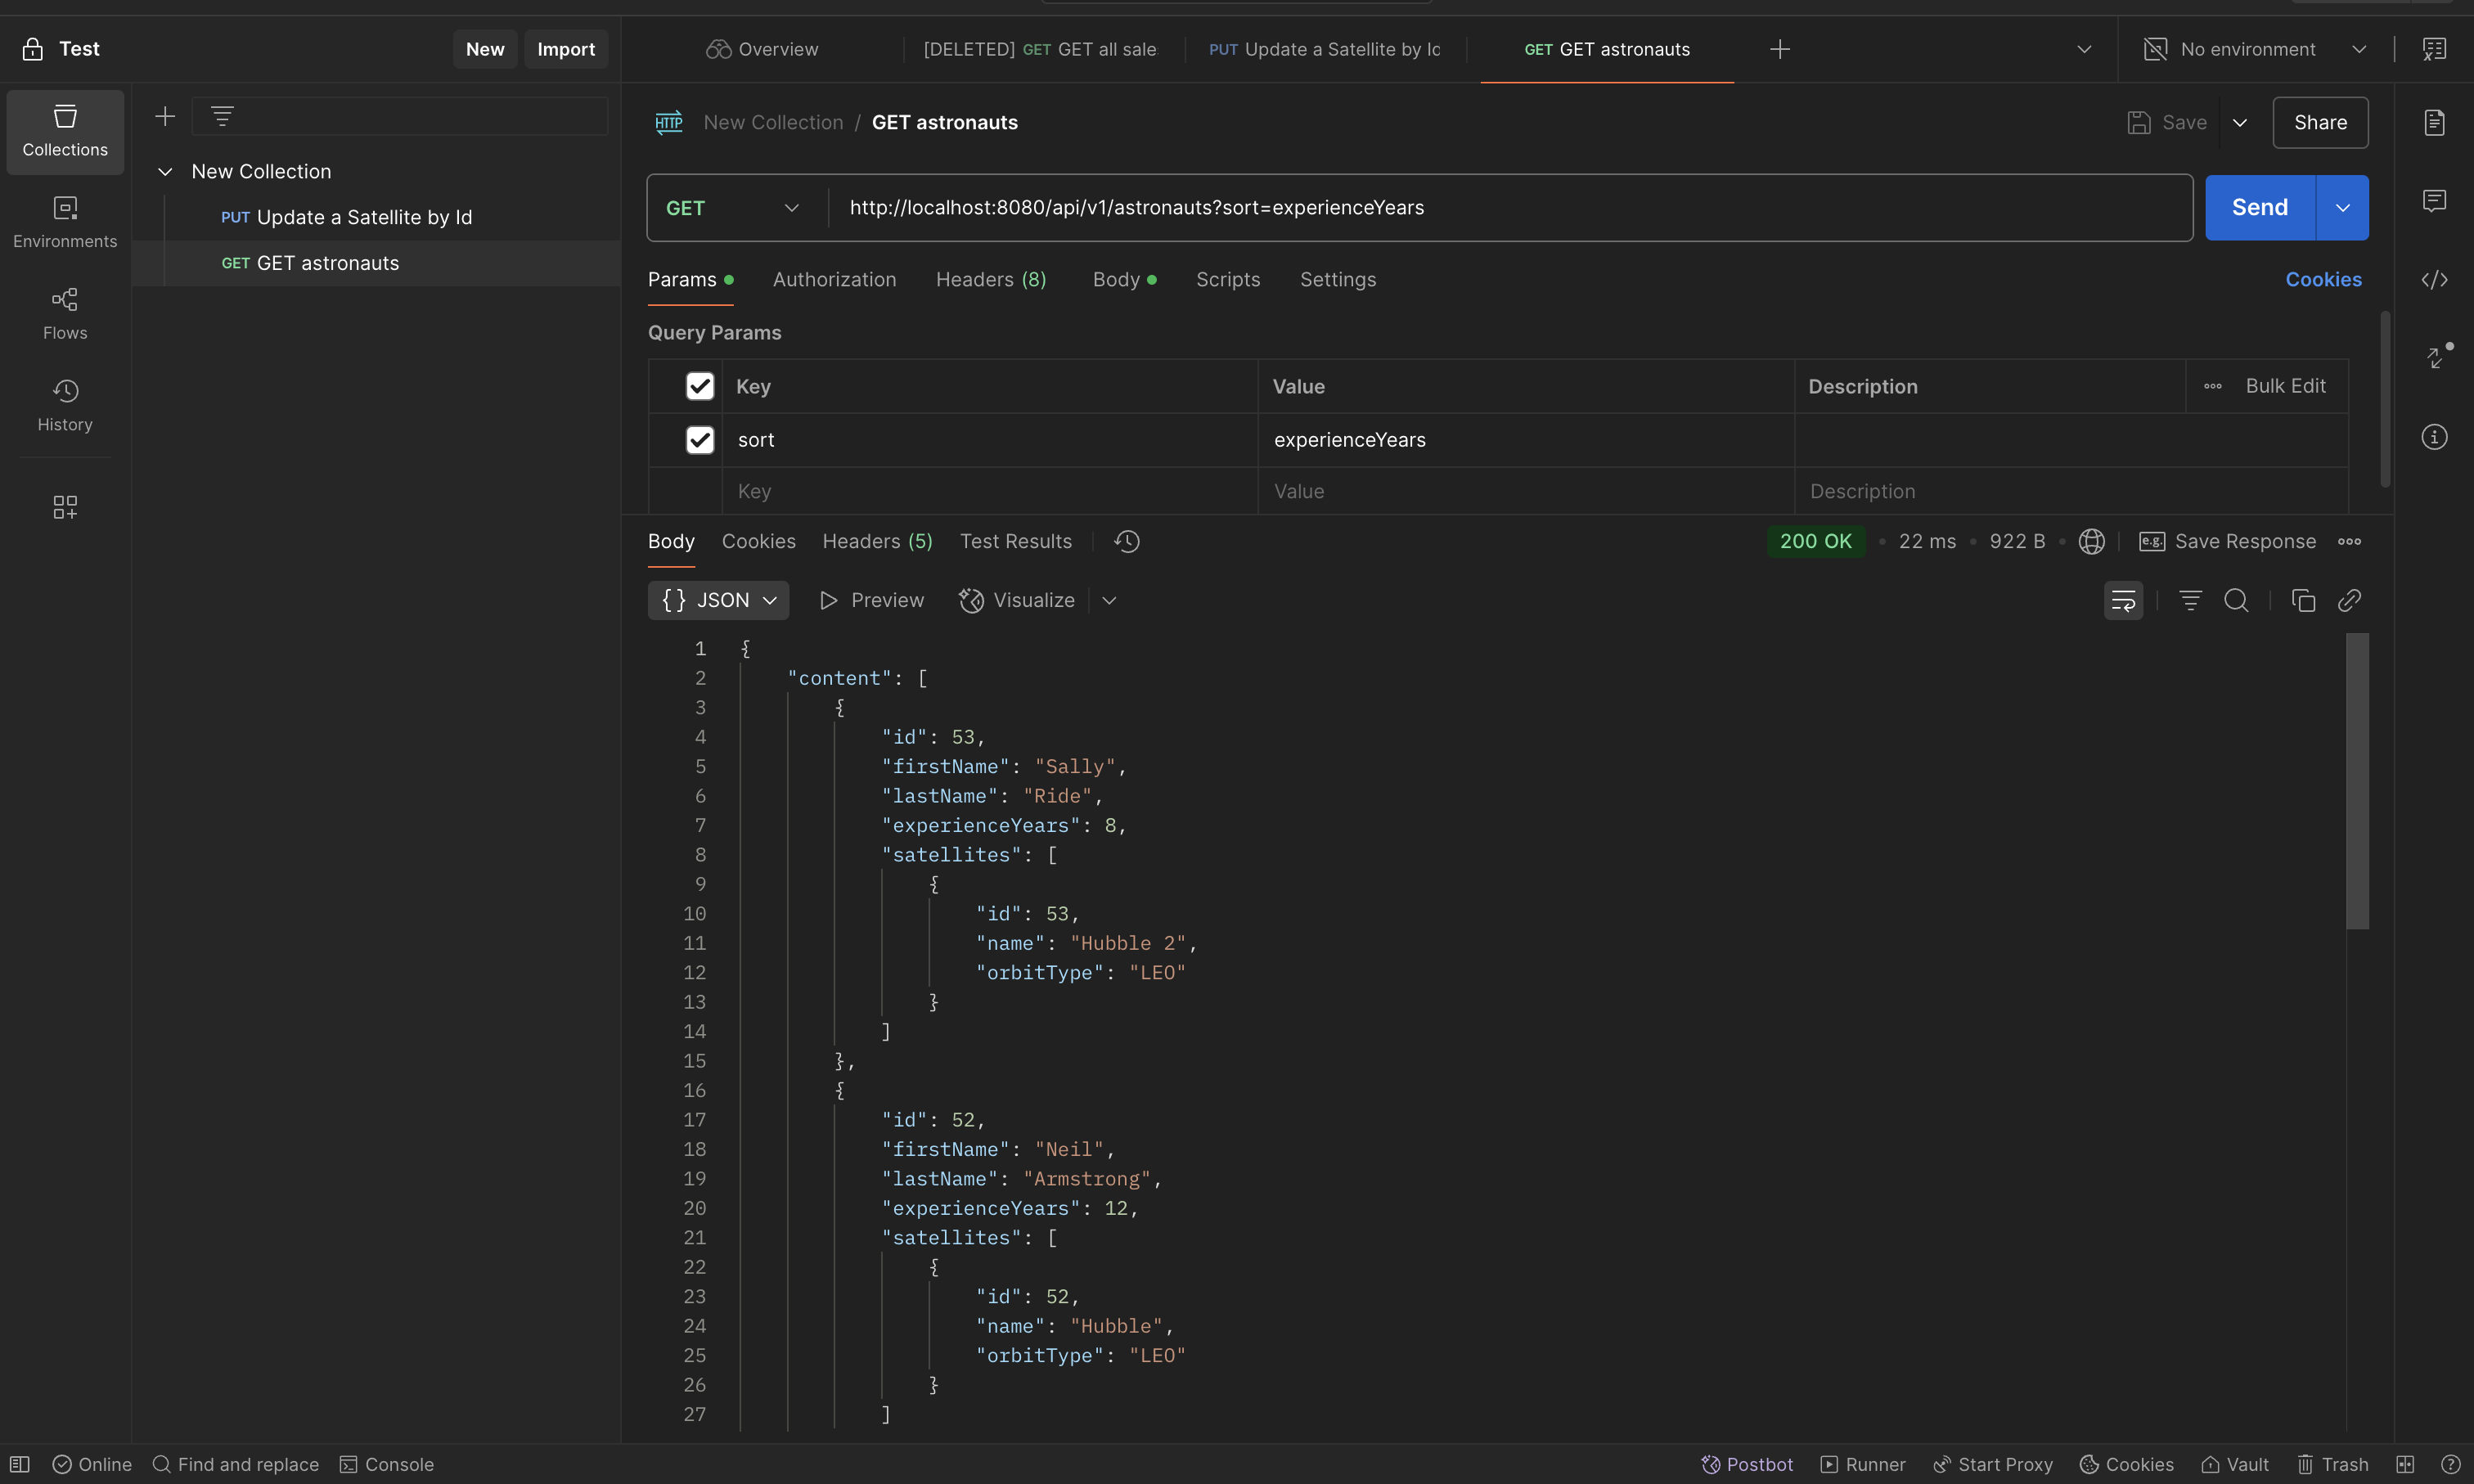 Test
New
Import
Overview
[DELETED] GET GET all sale
PUT Update a Satellite by Id
GET GET astronauts
No environment
Collections
Environments
Flows
History
New Collection
PUT Update a Satellite by Id
GET GET astronauts
HTTP New Collection / GET astronauts
Save
Share
GET
http://localhost:8080/api/v1/astronauts?sort=experienceYears
Send
Params
Authorization
Headers (8)
Body
Scripts
Settings
Cookies
Query Params
Key Value Description ooo Bulk Edit
sort experienceYears
Key Value Description
Body Cookies Headers (5) Test Results
200 OK • 22 ms • 922 B • e.g. Save Response ooo
{ } JSON
Preview
Visualize
1 {
2 "content": [
3 {
4 "id": 53,
5 "firstName": "Sally",
6 "lastName": "Ride",
7 "experienceYears": 8,
8 "satellites": [
9 {
10 "id": 53,
11 "name": "Hubble 2",
12 "orbitType": "LEO"
13 }
14 ]
15 },
16 {
17 "id": 52,
18 "firstName": "Neil",
19 "lastName": "Armstrong",
20 "experienceYears": 12,
21 "satellites": [
22 {
23 "id": 52,
24 "name": "Hubble",
25 "orbitType": "LEO"
26 }
27 ]
Online
Find and replace
Console
Postbot
Runner
Start Proxy
Cookies
Vault
Trash